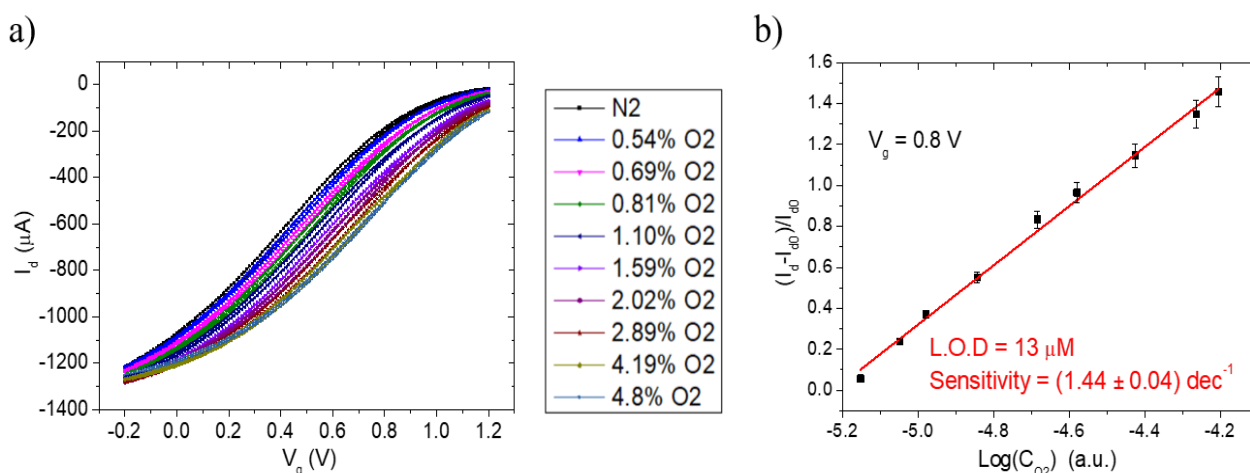 a)
0
-200
-400
-600
-800
-1000
-1200
-1400
I_d (μA)
-0.2 0.0 0.2 0.4 0.6 0.8 1.0 1.2
V_g (V)
N2
0.54% O2
0.69% O2
0.81% O2
1.10% O2
1.59% O2
2.02% O2
2.89% O2
4.19% O2
4.8% O2
b)
1.6
1.4
1.2
1.0
0.8
0.6
0.4
0.2
0.0
(I_d-I_d0)/I_d0
V_g = 0.8 V
L.O.D = 13 μM
Sensitivity = (1.44 ± 0.04) dec⁻¹
-5.2 -5.0 -4.8 -4.6 -4.4 -4.2
Log(C_O2) (a.u.)